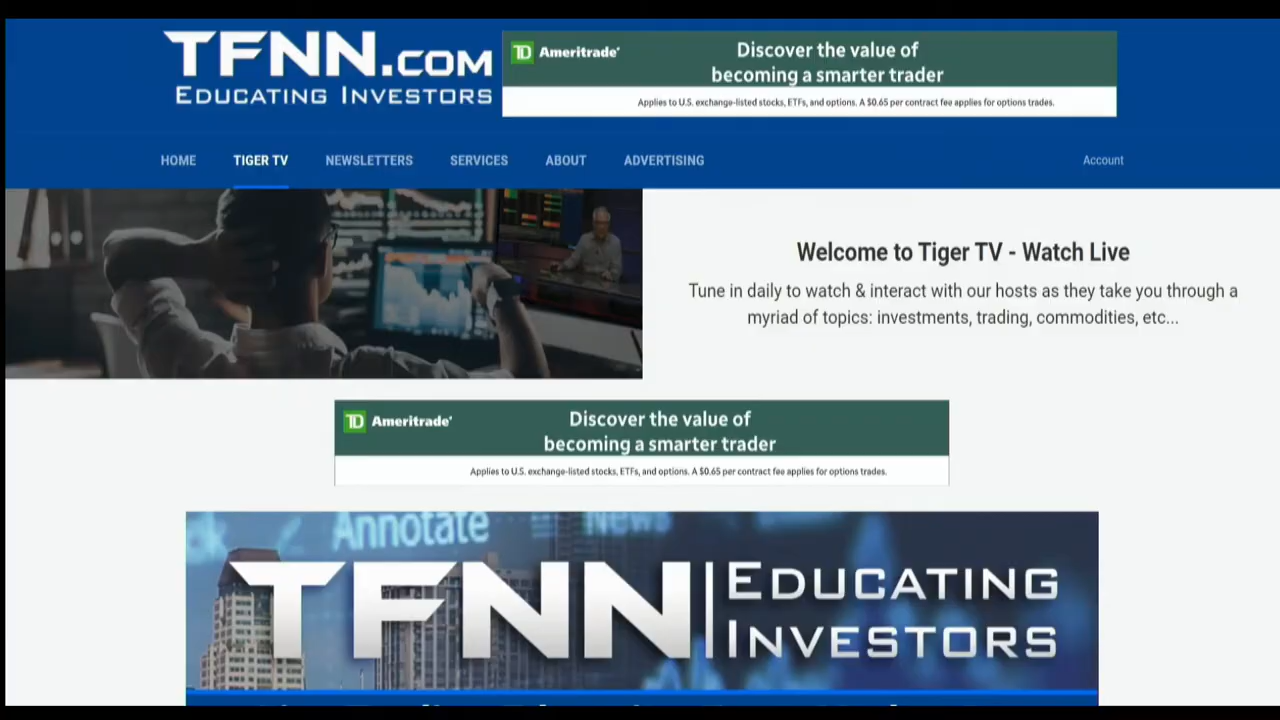 TFNN.COM
EDUCATING INVESTORS
TD Ameritrade
Discover the value of
becoming a smarter trader
Applies to U.S. exchange-listed stocks, ETFs, and options. A $0.65 per contract fee applies for options trades.
HOME TIGER TV NEWSLETTERS SERVICES ABOUT ADVERTISING Account
Welcome to Tiger TV - Watch Live
Tune in daily to watch & interact with our hosts as they take you through a
myriad of topics: investments, trading, commodities, etc...
TD Ameritrade
Discover the value of
becoming a smarter trader
Applies to U.S. exchange-listed stocks, ETFs, and options. A $0.65 per contract fee applies for options trades.
Annotate News
TFNN EDUCATING
INVESTORS